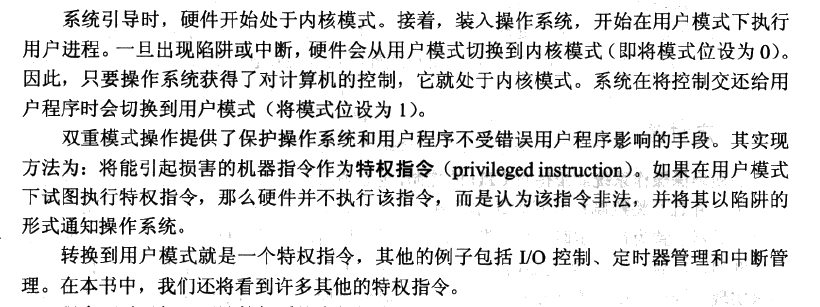 系统引导时，硬件开始处于内核模式。接着，装入操作系统，开始在用户模式下执行
用户进程。一旦出现陷阱或中断，硬件会从用户模式切换到内核模式（即将模式位设为 0）。
因此，只要操作系统获得了对计算机的控制，它就处于内核模式。系统在将控制交还给用
户程序时会切换到用户模式（将模式位设为 1）。
双重模式操作提供了保护操作系统和用户程序不受错误用户程序影响的手段。其实现
方法为：将能引起损害的机器指令作为特权指令（privileged instruction）。如果在用户模式
下试图执行特权指令，那么硬件并不执行该指令，而是认为该指令非法，并将其以陷阱的
形式通知操作系统。
转换到用户模式就是一个特权指令，其他的例子包括 I/O 控制、定时器管理和中断管
理。在本书中，我们还将看到许多其他的特权指令。